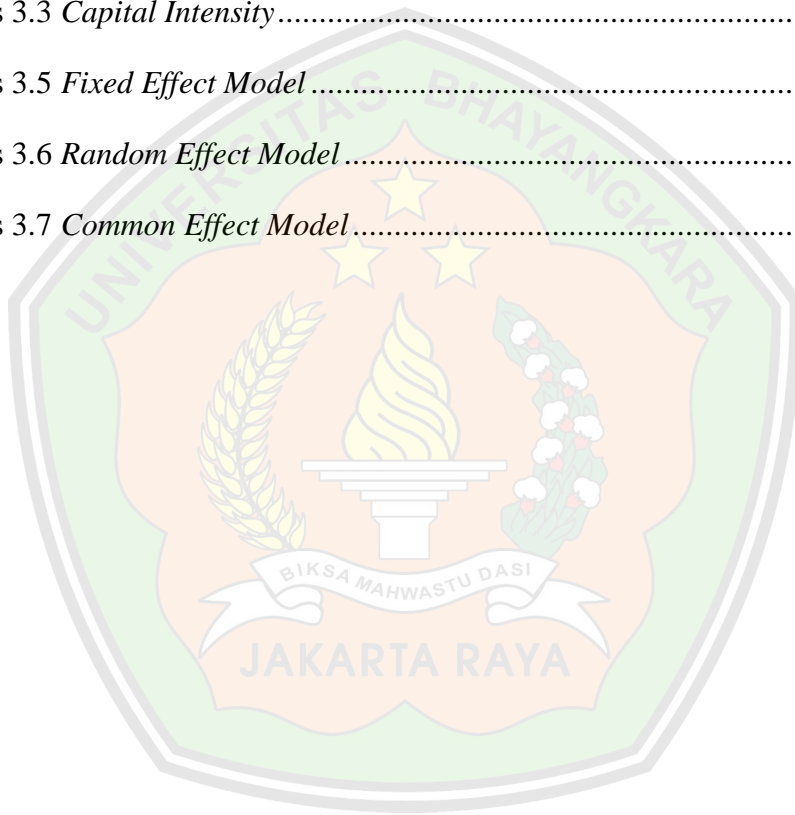 s 3.3 Capital Intensity........................................................................
s 3.5 Fixed Effect Model....................................................................
s 3.6 Random Effect Model...............................................................
s 3.7 Common Effect Model..............................................................
UNIVERSITAS BHAYANGKARA
BIKSA MAHWASTU DASI
JAKARTA RAYA